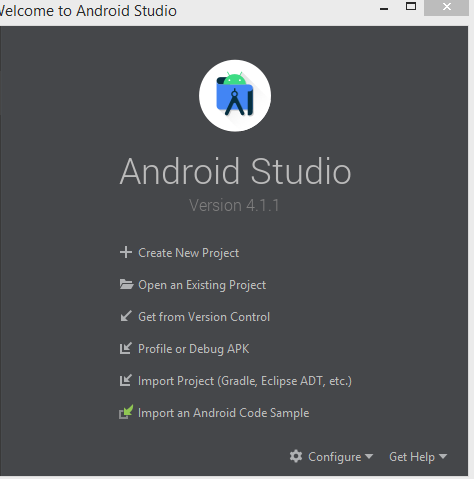 Welcome to Android Studio
Android Studio
Version 4.1.1
Create New Project
Open an Existing Project
Get from Version Control
Profile or Debug APK
Import Project (Gradle, Eclipse ADT, etc.)
Import an Android Code Sample
Configure Get Help